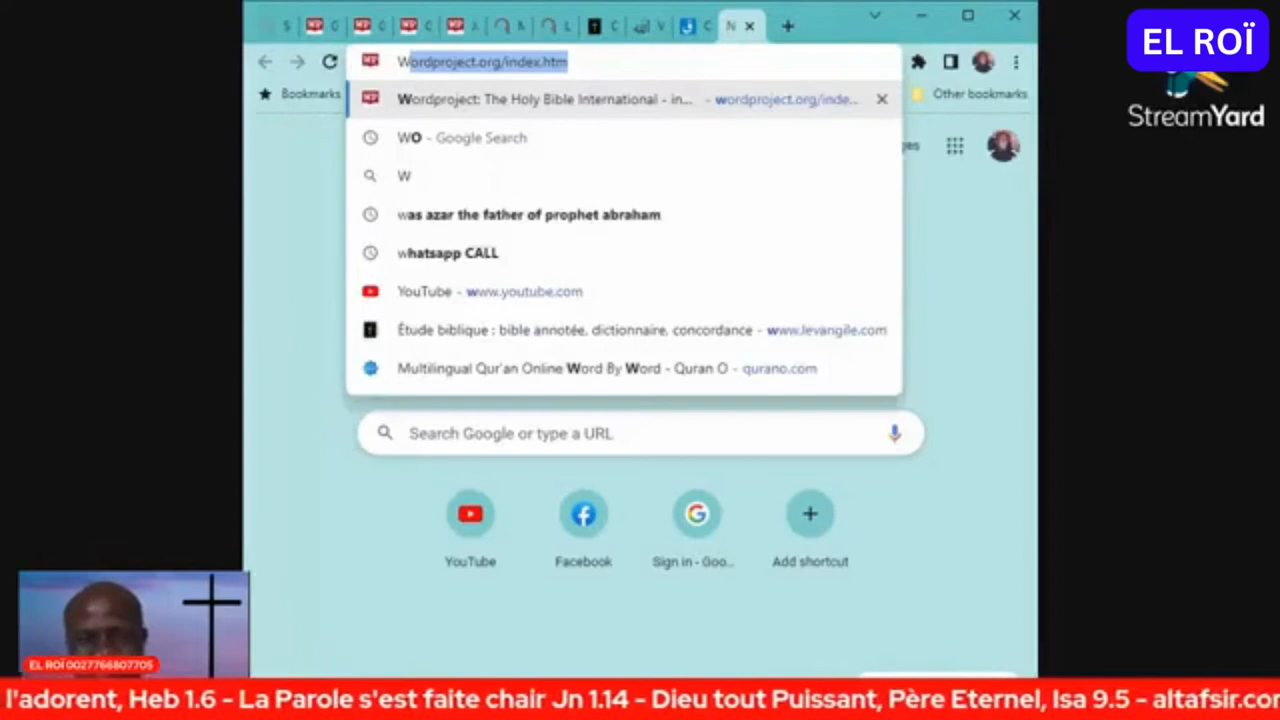 S G G C A A L C V C N
EL ROÏ
Wordproject.org/index.htm
Bookmarks
Wordproject: The Holy Bible International - in... - wordproject.org/inde...
Other bookmarks
StreamYard
WO - Google Search
ges
W
was azar the father of prophet abraham
whatsapp CALL
YouTube - www.youtube.com
Étude biblique : bible annotée, dictionnaire, concordance - www.levangile.com
Multilingual Qur'an Online Word By Word - Quran O - qurano.com
Search Google or type a URL
YouTube
Facebook
Sign in - Goo...
Add shortcut
EL ROÏ 0027766807705
l'adorent, Heb 1.6 - La Parole s'est faite chair Jn 1.14 - Dieu tout Puissant, Père Eternel, Isa 9.5 - altafsir.com